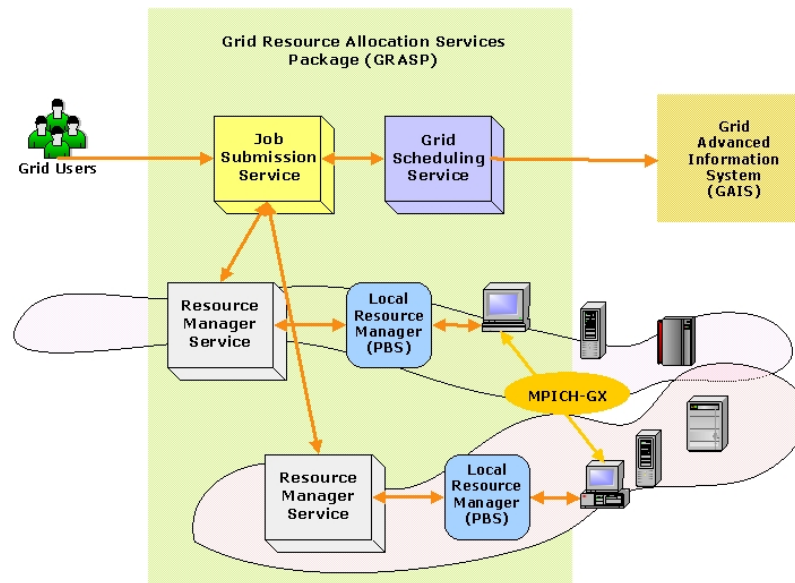 Grid Resource Allocation Services
Package (GRASP)
Grid Users
Job
Submission
Service
Grid
Scheduling
Service
Grid
Advanced
Information
System
(GAIS)
Resource
Manager
Service
Local
Resource
Manager
(PBS)
MPICH-GX
Resource
Manager
Service
Local
Resource
Manager
(PBS)